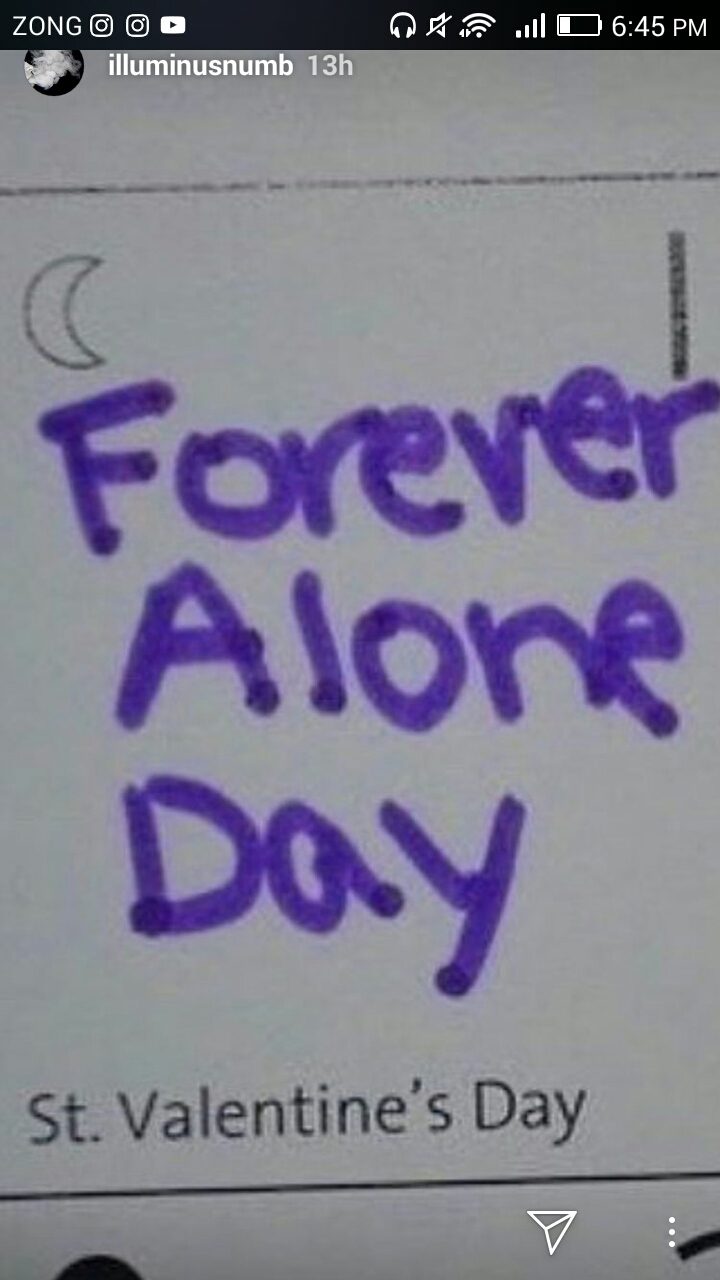 ZONG 6:45 PM
illuminusnumb 13h
Forever
Alone
Day
St. Valentine's Day